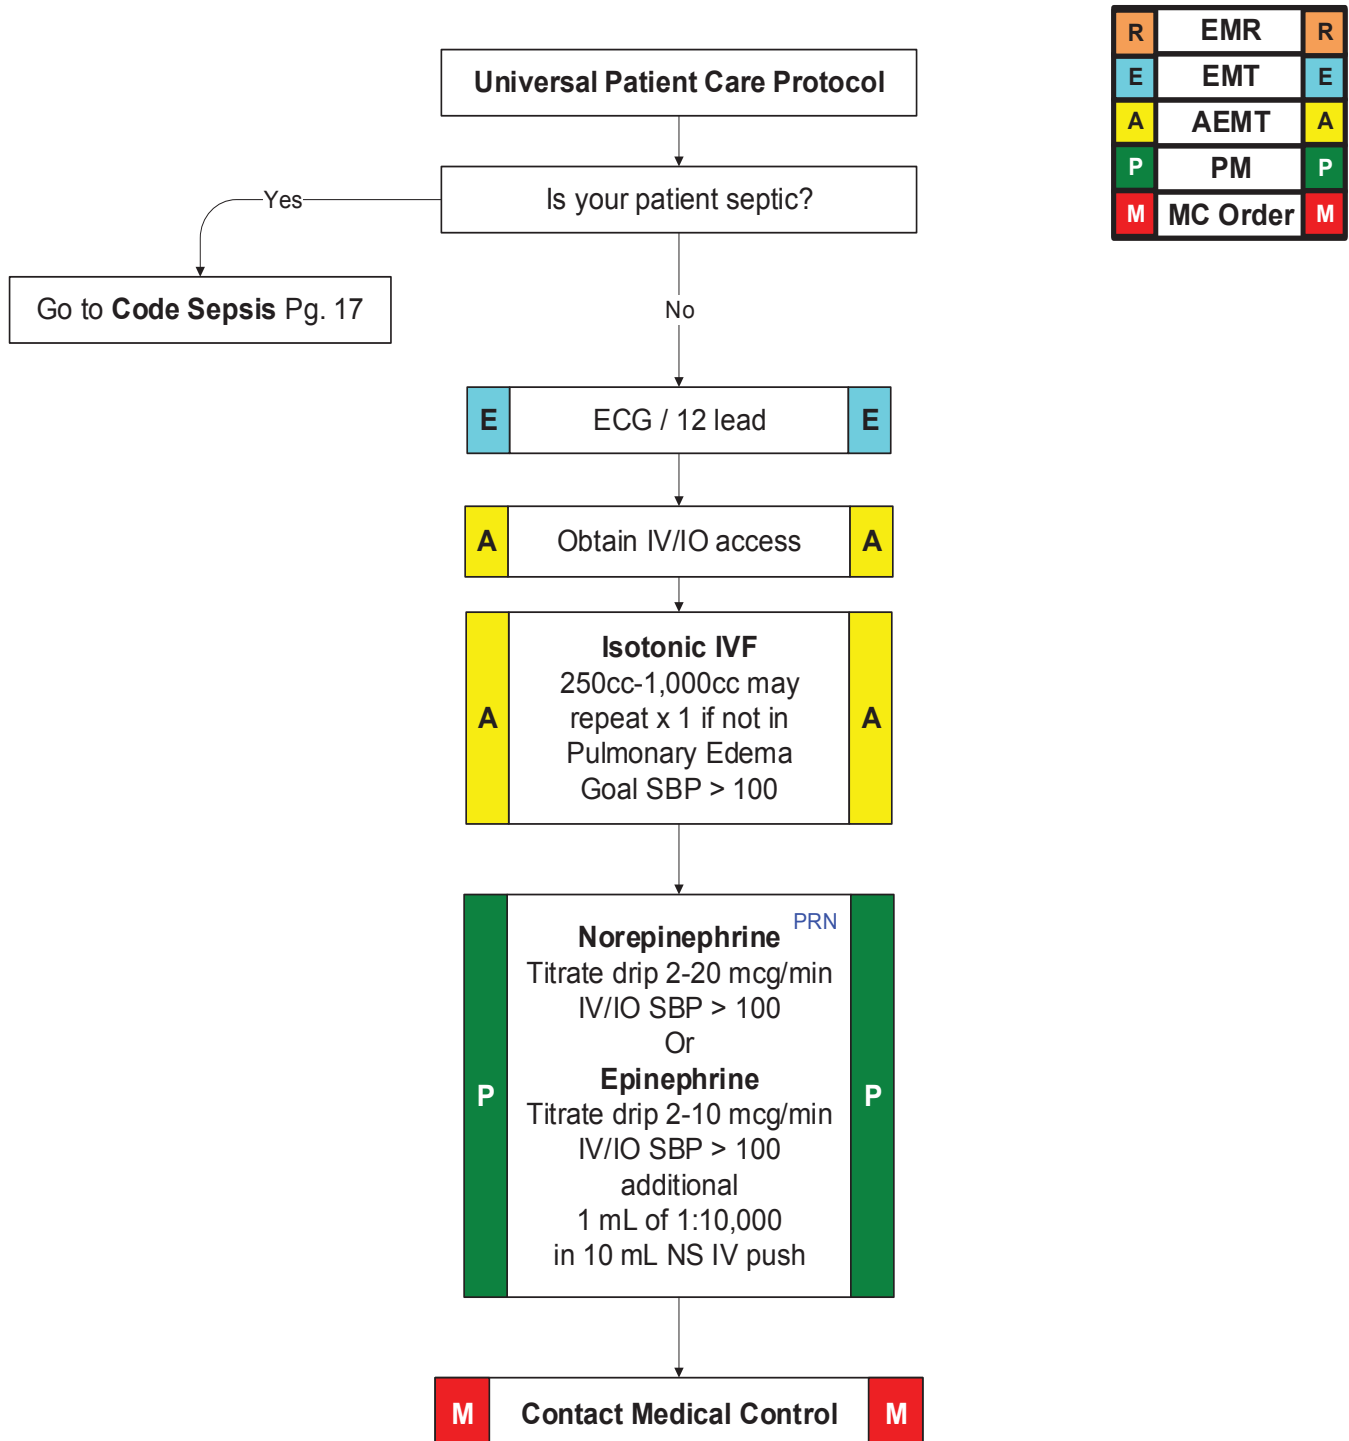 R EMR R
E EMT E
A AEMT A
P PM P
M MC Order M
Universal Patient Care Protocol
Is your patient septic?
Yes
Go to Code Sepsis Pg. 17
No
E ECG / 12 lead E
A Obtain IV/IO access A
Isotonic IVF
250cc-1,000cc may
repeat x 1 if not in
A Pulmonary Edema A
Goal SBP > 100
PRN
Norepinephrine
Titrate drip 2-20 mcg/min
IV/IO SBP > 100
Or
Epinephrine
P Titrate drip 2-10 mcg/min P
IV/IO SBP > 100
additional
1 mL of 1:10,000
in 10 mL NS IV push
M Contact Medical Control M